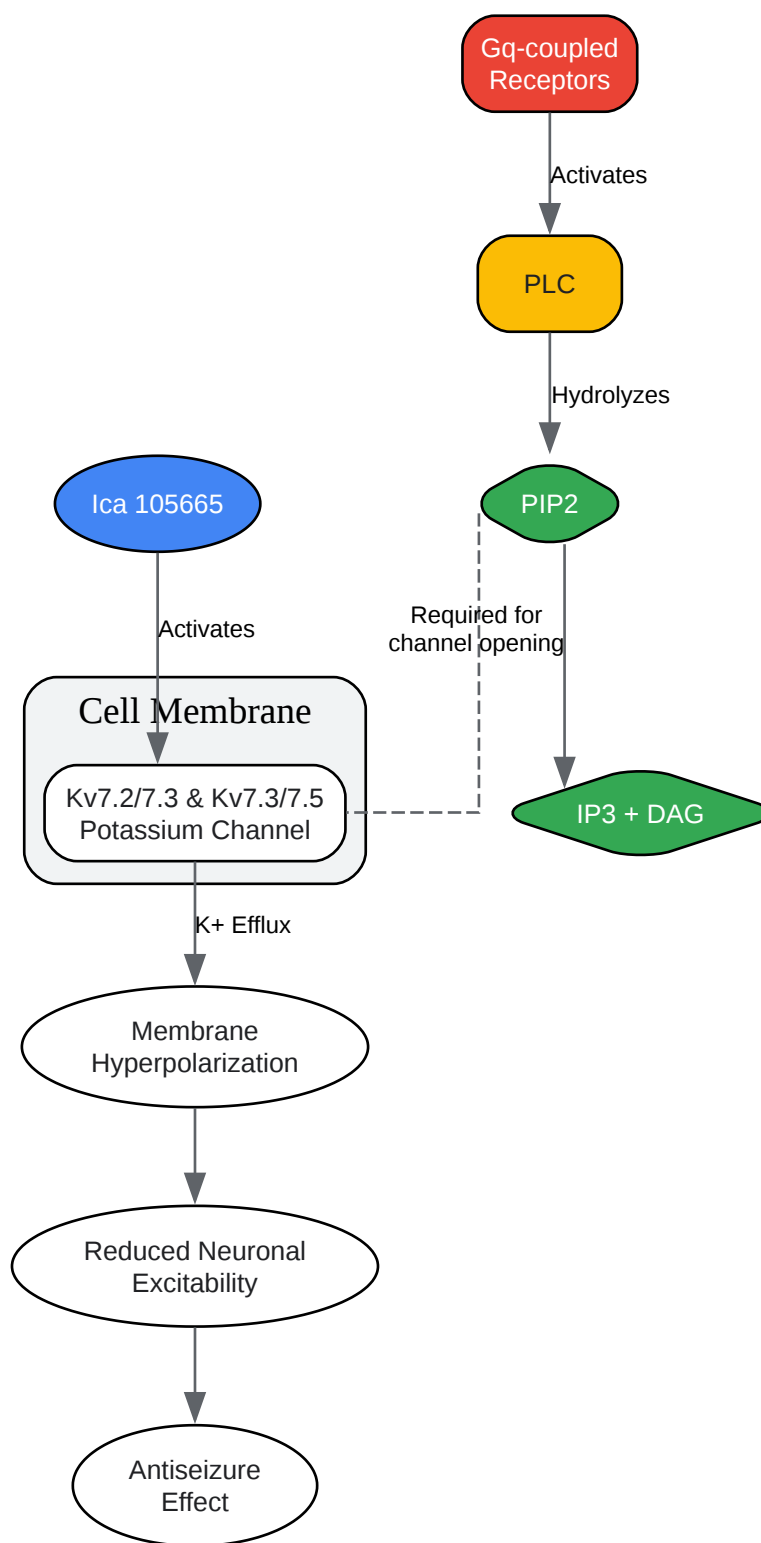 Gq-coupled
Receptors
Activates
PLC
Hydrolyzes
Ica 105665
PIP2
Activates
Required for
channel opening
Cell Membrane
Kv7.2/7.3 & Kv7.3/7.5
Potassium Channel
IP3 + DAG
K+ Efflux
Membrane
Hyperpolarization
Reduced Neuronal
Excitability
Antiseizure
Effect